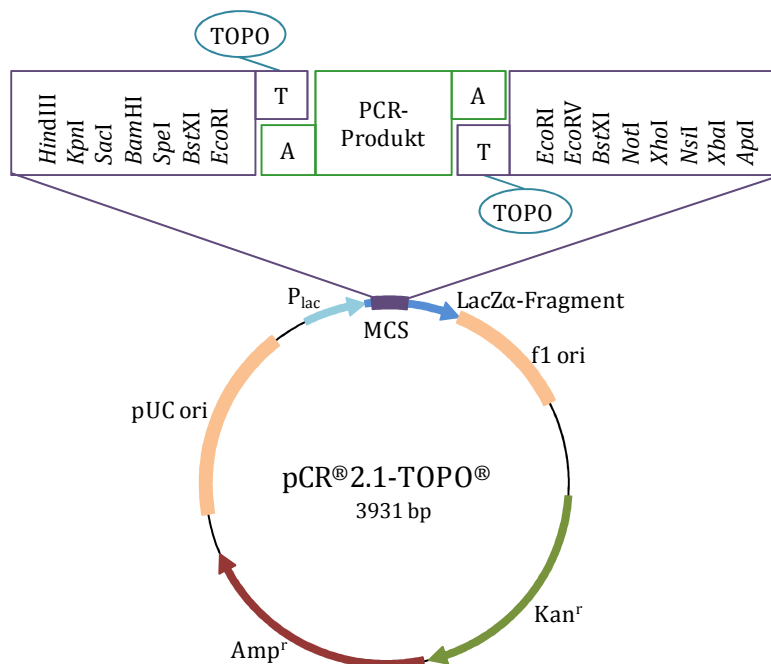 TOPO
HindIII
KpnI
SacI
BamHI
SpeI
BstXI
EcoRI
T
A
PCR-
Produkt
A
T
TOPO
EcoRI
EcoRV
BstXI
NotI
XhoI
NsiI
XbaI
ApaI
Plac
MCS
LacZα-Fragment
f1 ori
pUC ori
pCR®2.1-TOPO®
3931 bp
Kanr
Ampr